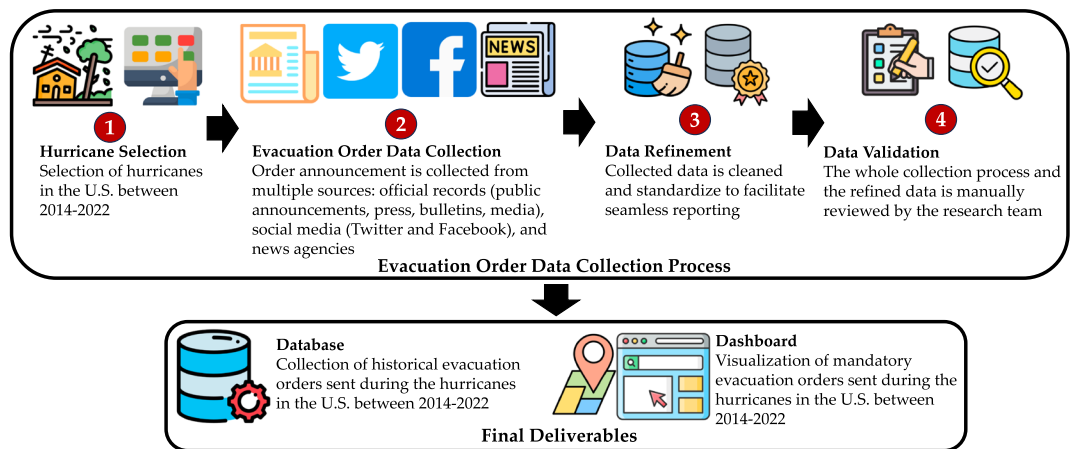 NEWS
1
Hurricane Selection
Selection of hurricanes
in the U.S. between
2014-2022
2
Evacuation Order Data Collection
Order announcement is collected from
multiple sources: official records (public
announcements, press, bulletins, media),
social media (Twitter and Facebook), and
news agencies
3
Data Refinement
Collected data is cleaned
and standardize to facilitate
seamless reporting
4
Data Validation
The whole collection process and
the refined data is manually
reviewed by the research team
Evacuation Order Data Collection Process
Database
Collection of historical evacuation
orders sent during the hurricanes
in the U.S. between 2014-2022
Dashboard
Visualization of mandatory
evacuation orders sent during the
hurricanes in the U.S. between
2014-2022
Final Deliverables